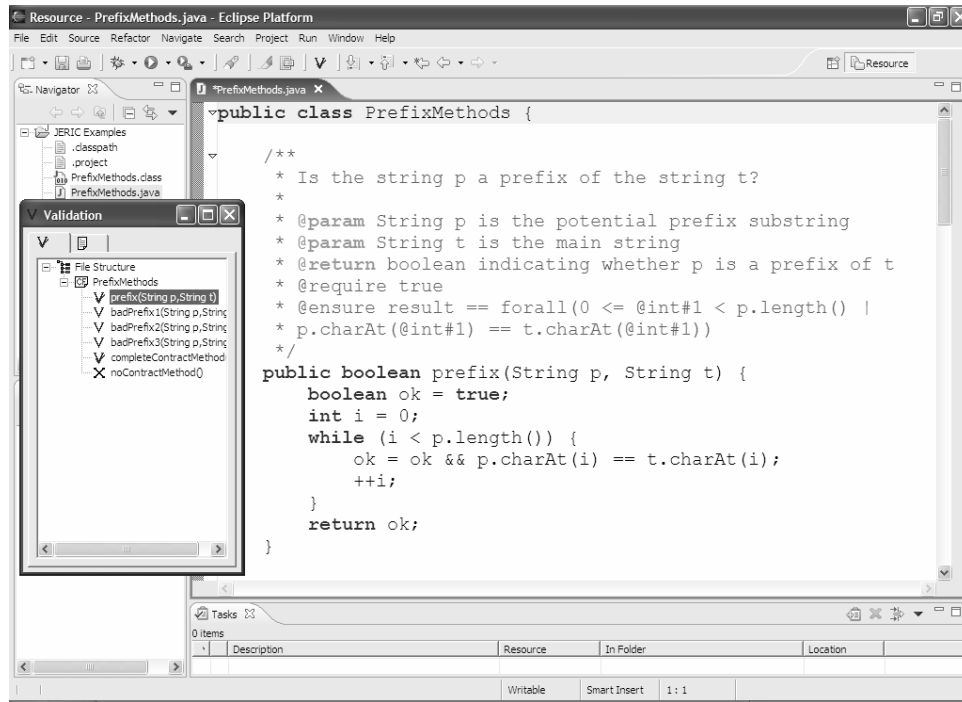 Resource - PrefixMethods.java - Eclipse Platform
File Edit Source Refactor Navigate Search Project Run Window Help
Resource
Navigator
JERIC Examples
.classpath
.project
PrefixMethods.class
PrefixMethods.java
Validation
File Structure
PrefixMethods
prefix(String p,String t)
badPrefix1(String p,String
badPrefix2(String p,String
badPrefix3(String p,String
completeContractMethod
noContractMethod()
*PrefixMethods.java
public class PrefixMethods {
/**
* Is the string p a prefix of the string t?
*
* @param String p is the potential prefix substring
* @param String t is the main string
* @return boolean indicating whether p is a prefix of t
* @require true
* @ensure result == forall(0 <= @int#1 < p.length() |
* p.charAt(@int#1) == t.charAt(@int#1))
*/
public boolean prefix(String p, String t) {
boolean ok = true;
int i = 0;
while (i < p.length()) {
ok = ok && p.charAt(i) == t.charAt(i);
++i;
}
return ok;
}
Tasks
0 items
Description Resource In Folder Location
Writable Smart Insert 1 : 1